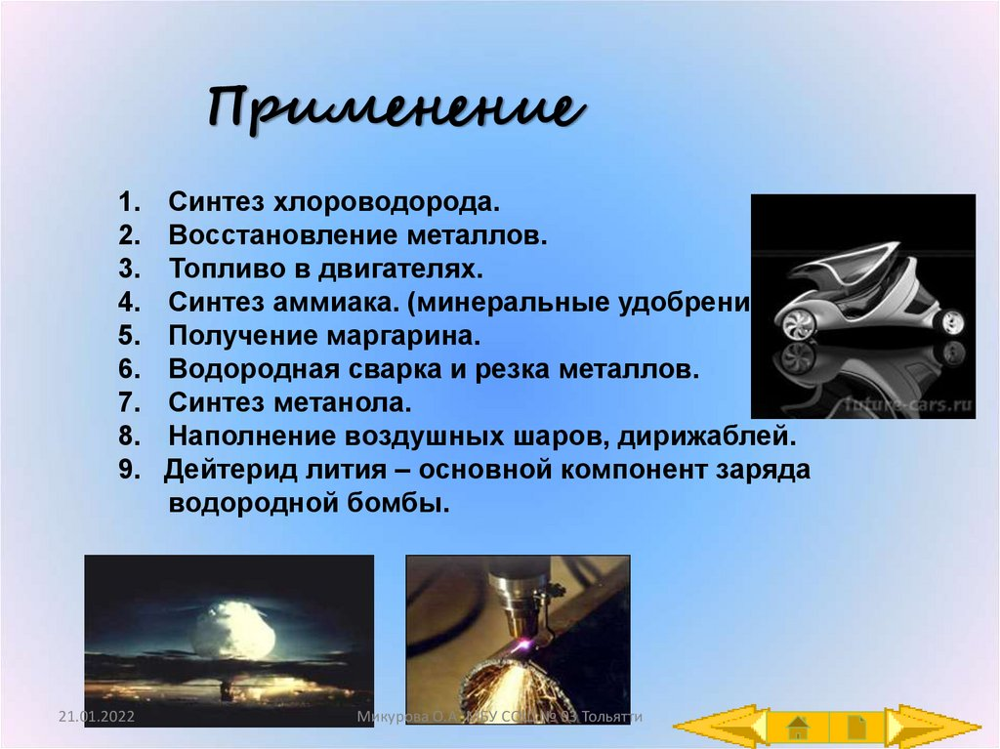 Применение
1. Синтез хлороводорода.
2. Восстановление металлов.
3. Топливо в двигателях.
4. Синтез аммиака. (минеральные удобрени
5. Получение маргарина.
6. Водородная сварка и резка металлов.
7. Синтез метанола.
8. Наполнение воздушных шаров, дирижаблей.
9. Дейтерид лития – основной компонент заряда
водородной бомбы.
future-cars.ru
21.01.2022
Микурова О.А. МБУ СОШ № 93 Тольятти